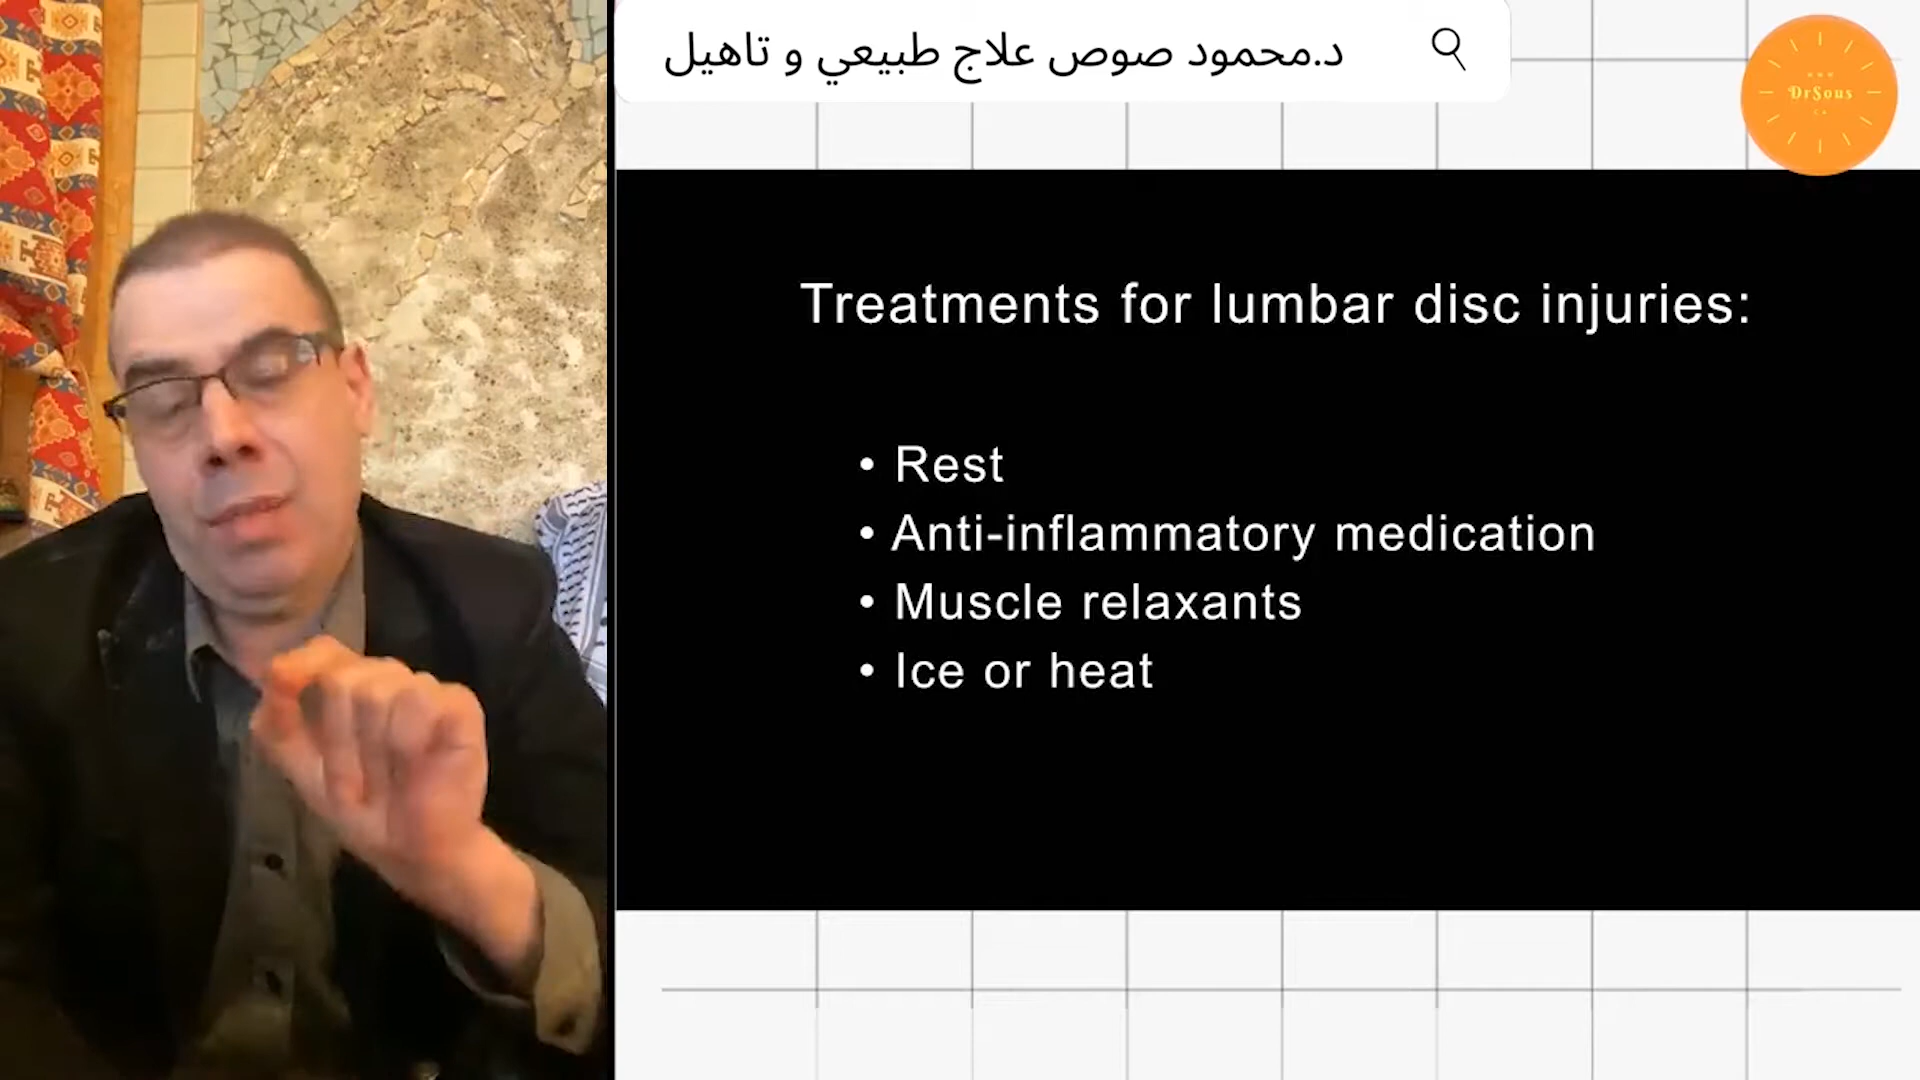 د.محمود صوص علاج طبيعي و تاهيل
DrSous
Treatments for lumbar disc injuries:
• Rest
• Anti-inflammatory medication
• Muscle relaxants
• Ice or heat